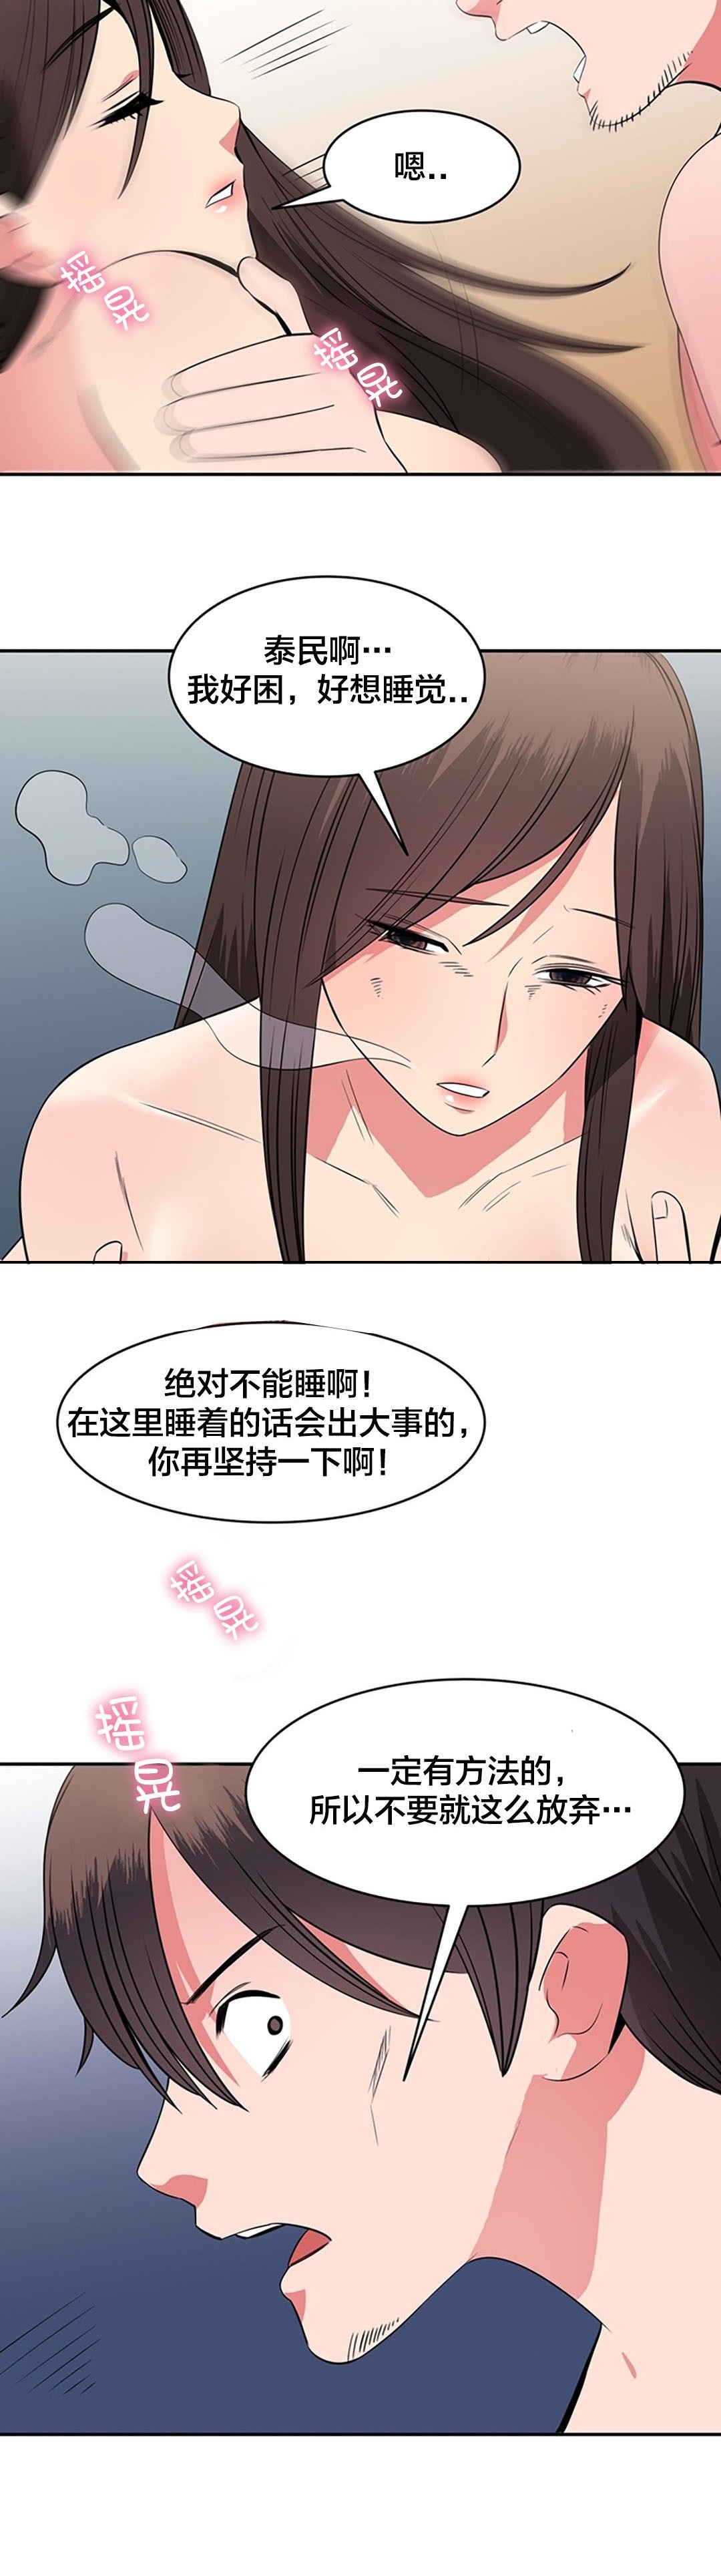 嗯..
摇晃
摇晃
泰民啊…
我好困，好想睡觉..
绝对不能睡啊！
在这里睡着的话会出大事的，
你再坚持一下啊！
摇晃
摇晃
一定有方法的，
所以不要就这么放弃…